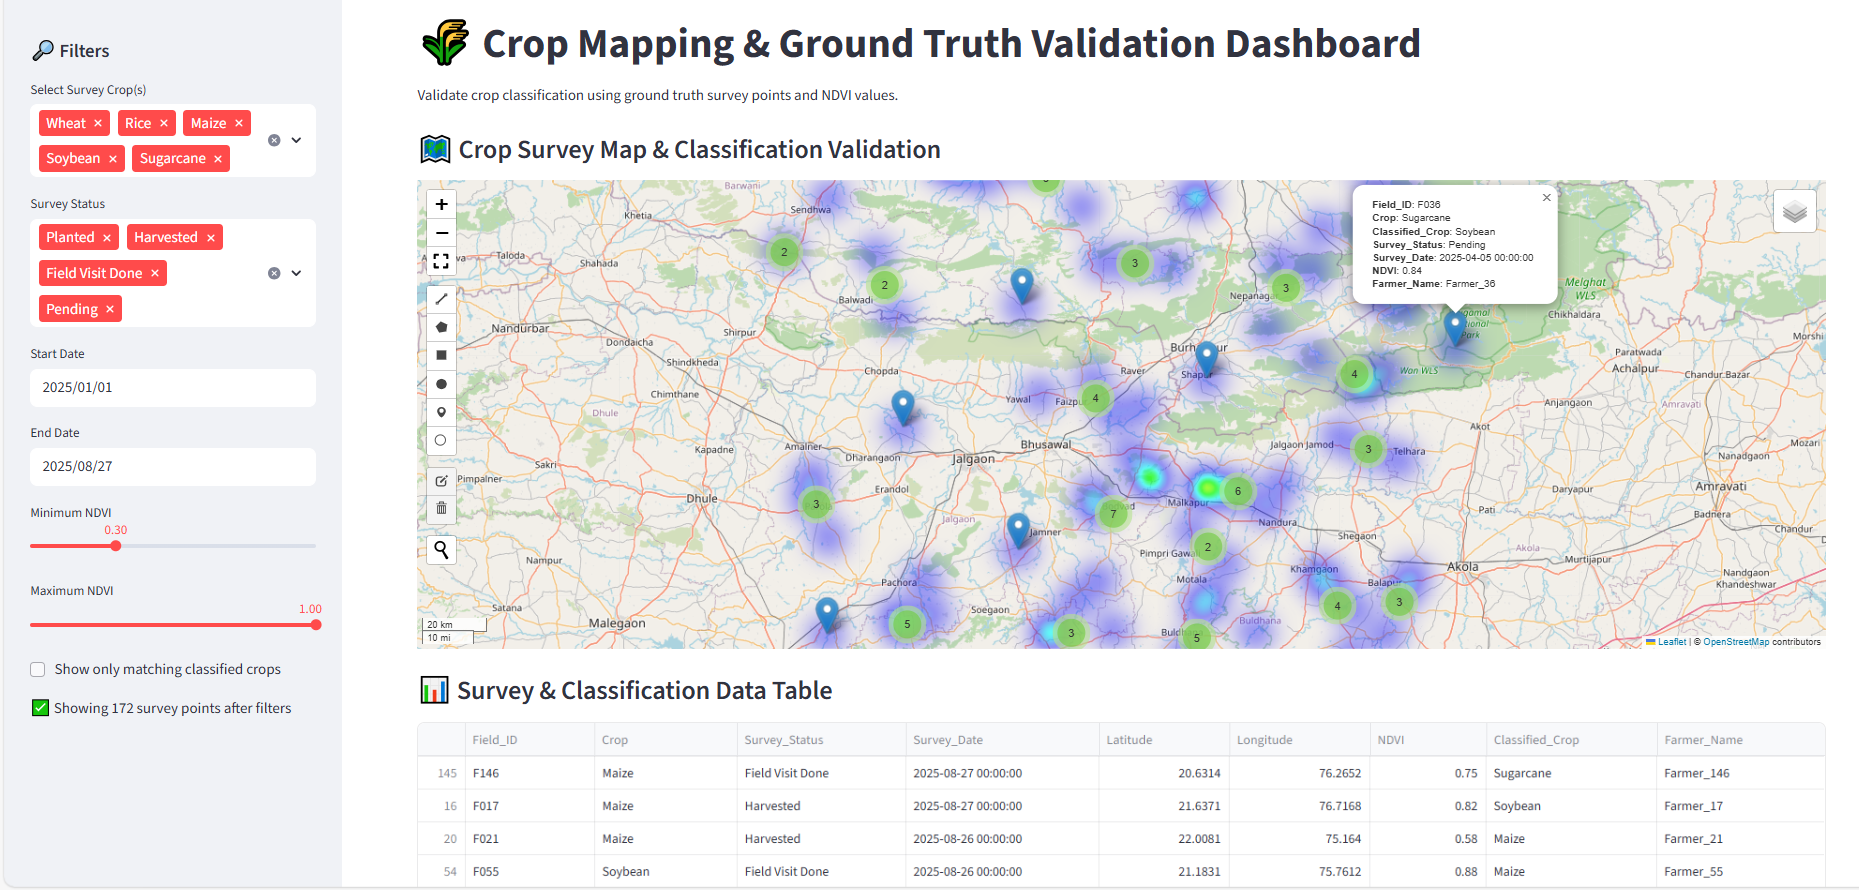 Filters
Select Survey Crop(s)
Wheat × Rice × Maize ×
Soybean × Sugarcane ×
Survey Status
Planted × Harvested ×
Field Visit Done ×
Pending ×
Start Date
2025/01/01
End Date
2025/08/27
Minimum NDVI
0.30
Maximum NDVI
1.00
Show only matching classified crops
Showing 172 survey points after filters
Crop Mapping & Ground Truth Validation Dashboard
Validate crop classification using ground truth survey points and NDVI values.
Crop Survey Map & Classification Validation
+
−
Barwani
Sendhwa
Khetia
Taloda
Shahada
Balwadi
Nandurbar
Shirpur
Dondaicha
Shindkheda
Chopda
Chimthane
Dhule
Kapadne
Amalner
Dharangaon
Sakri
Pimpalner
Dhule
Erandol
Jalgaon
Jalgaon
Bhusawal
Yawal
Raver
Nampur
Satana
Malegaon
Pachora
Soegaon
Jamner
Pimpri Gawa
Motala
Malkapu
Nandura
Shegaon
Khamgaon
Balapu
Buldhana
Akola
Akola
Murtijapur
Nandgaon
Khandeshwar
Chandur
Badnera
Amravati
Amravati
Nandgaon
Mozari
Daryapur
Pati
Telhara
Jalgaon Jamod
Akot
Anjangaon
Chandur Bazar
Achalpur
Paratwada
Morshi
Chikhaldara
Melghat
WLS
Wan WLS
Park
Nepanagar
Shapur
2
2
3
3
4
4
3
3
7
6
2
5
3
5
4
3
Field_ID: F036
Crop: Sugarcane
Classified_Crop: Soybean
Survey_Status: Pending
Survey_Date: 2025-04-05 00:00:00
NDVI: 0.84
Farmer_Name: Farmer_36
×
20 km
10 mi
Leaflet | © OpenStreetMap contributors
Survey & Classification Data Table
Field_ID Crop Survey_Status Survey_Date Latitude Longitude NDVI Classified_Crop Farmer_Name
145 F146 Maize Field Visit Done 2025-08-27 00:00:00 20.6314 76.2652 0.75 Sugarcane Farmer_146
16 F017 Maize Harvested 2025-08-27 00:00:00 21.6371 76.7168 0.82 Soybean Farmer_17
20 F021 Maize Harvested 2025-08-26 00:00:00 22.0081 75.164 0.58 Maize Farmer_21
54 F055 Soybean Field Visit Done 2025-08-26 00:00:00 21.1831 75.7612 0.88 Maize Farmer_55